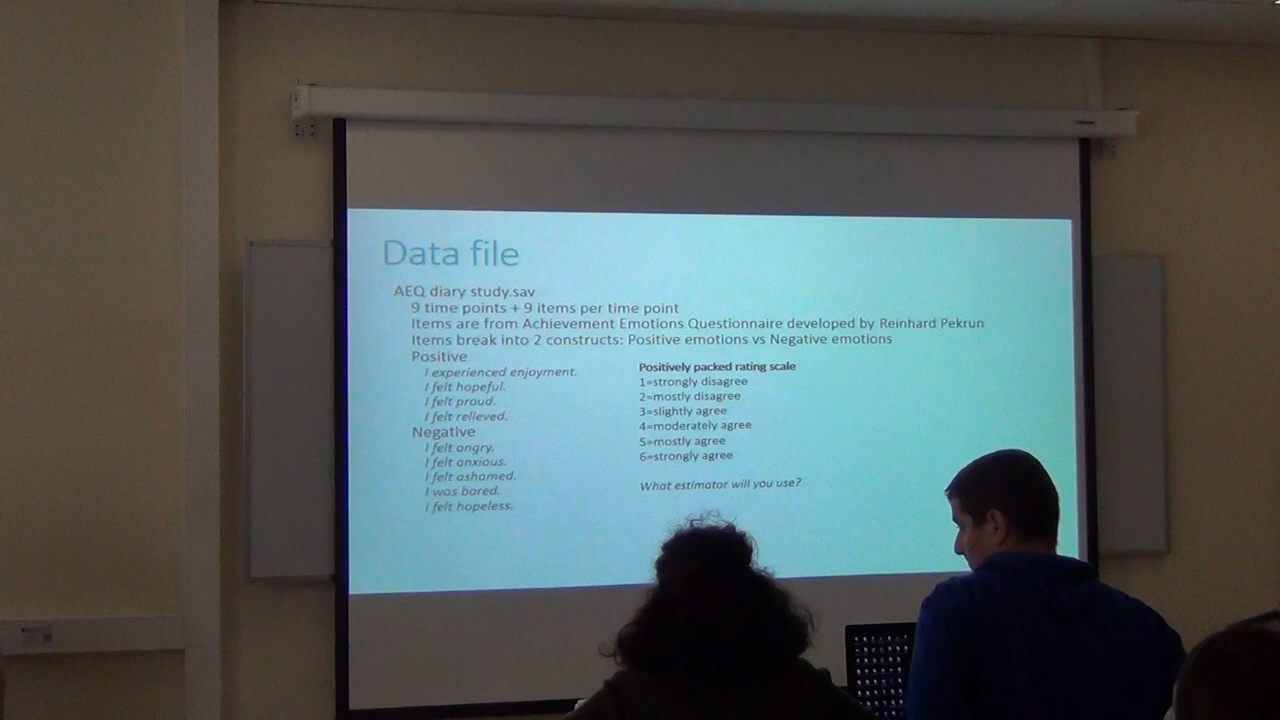 Data file
AEQ diary study.sav
9 time points + 9 items per time point
Items are from Achievement Emotions Questionnaire developed by Reinhard Pekrun
Items break into 2 constructs: Positive emotions vs Negative emotions
Positive
I experienced enjoyment.
I felt hopeful.
I felt proud.
I felt relieved.
Negative
I felt angry.
I felt anxious.
I felt ashamed.
I was bored.
I felt hopeless.
Positively packed rating scale
1=strongly disagree
2=mostly disagree
3=slightly agree
4=moderately agree
5=mostly agree
6=strongly agree
What estimator will you use?